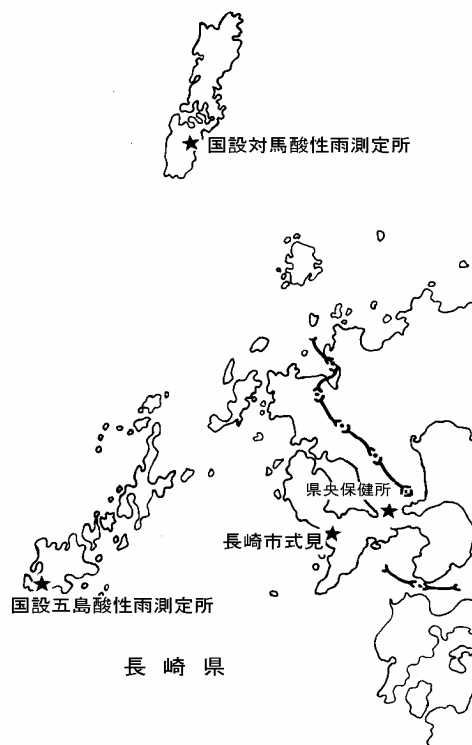 国設対馬酸性雨測定所
県央保健所
長崎市式見
国設五島酸性雨測定所
長崎県